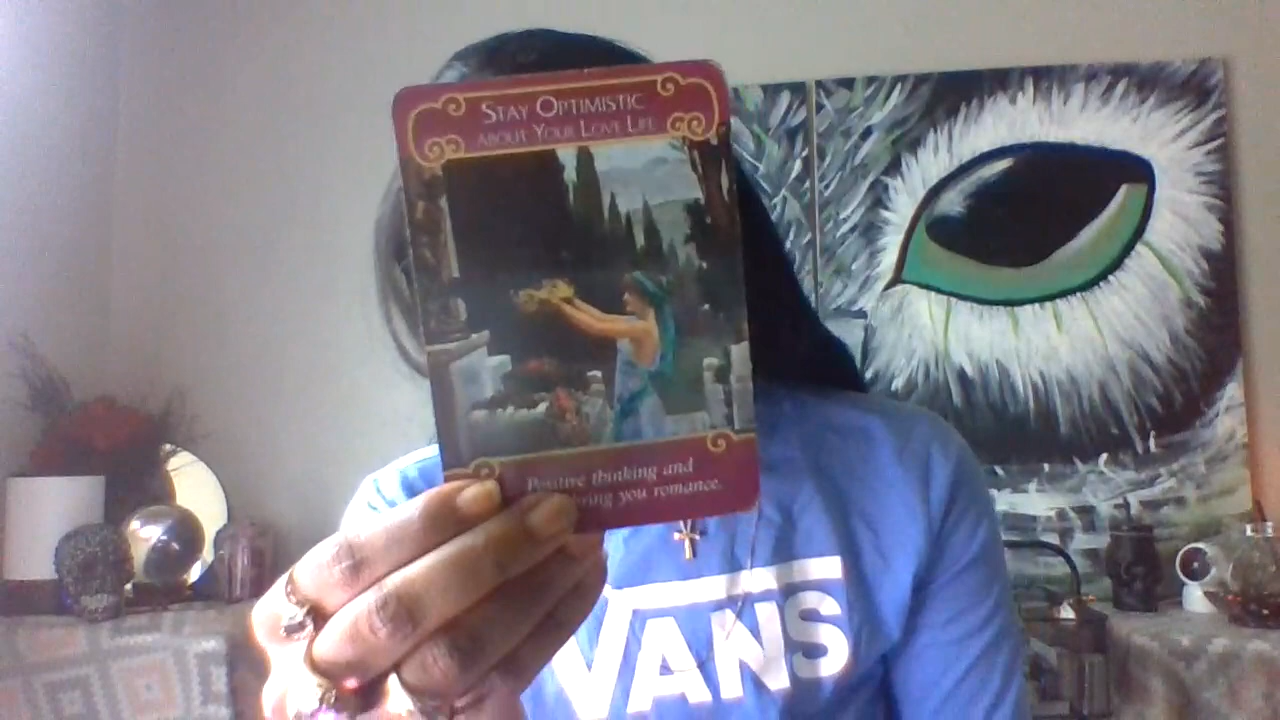 STAY OPTIMISTIC
ABOUT YOUR LOVE LIFE
Positive thinking and
you romance.
VANS